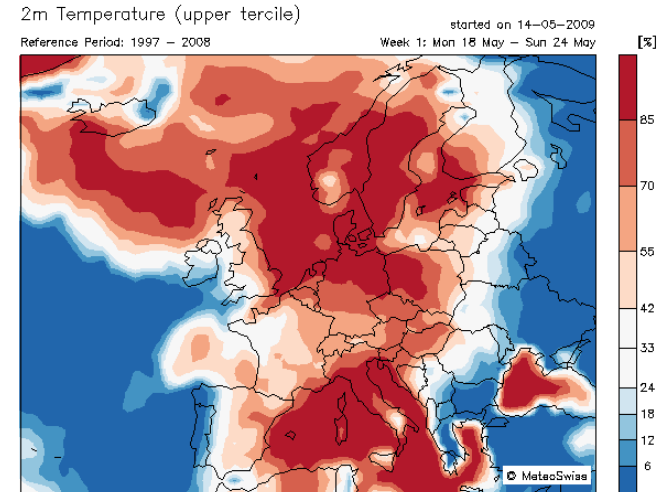 2m Temperature (upper tercile)
started on 14-05-2009
Reference Period: 1997 - 2008
Week 1: Mon 18 May - Sun 24 May
[%]
85
70
55
42
33
24
18
12
6
© MeteoSwiss